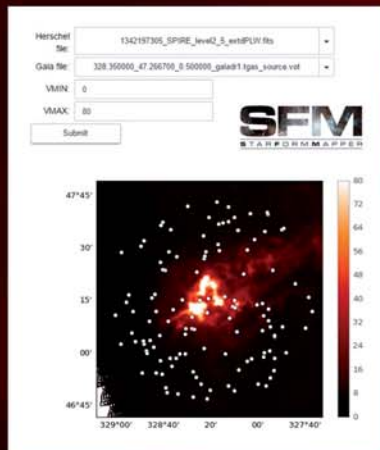 Herschel file: 1342197305_SPIRE_level2_5_extdPLW.fits
Gaia file: 328.350000_47.266700_0.500000_gaiadr1.tgas_source.vot
VMIN: 0
VMAX: 80
Submit
SFM
STARFORMMAPPER
47°45'
30'
15'
00'
46°45'
329°00' 328°40' 20' 00' 327°40'
80
72
64
56
48
40
32
24
16
8
0